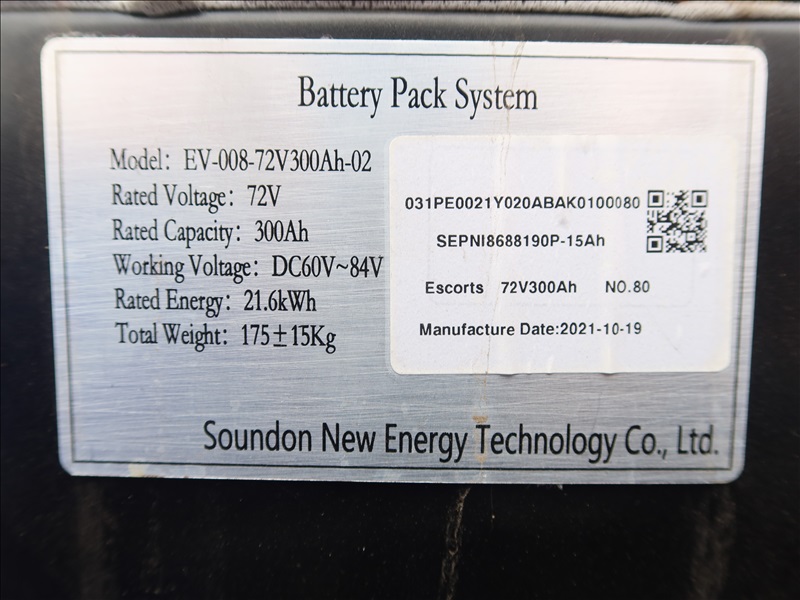 Battery Pack System
Model: EV-008-72V300Ah-02
Rated Voltage: 72V
Rated Capacity: 300Ah
Working Voltage: DC60V~84V
Rated Energy: 21.6kWh
Total Weight: 175±15Kg
031PE0021Y020ABAK0100080
SEPNI8688190P-15Ah
Escorts 72V300Ah NO.80
Manufacture Date:2021-10-19
Soundon New Energy Technology Co., Ltd.